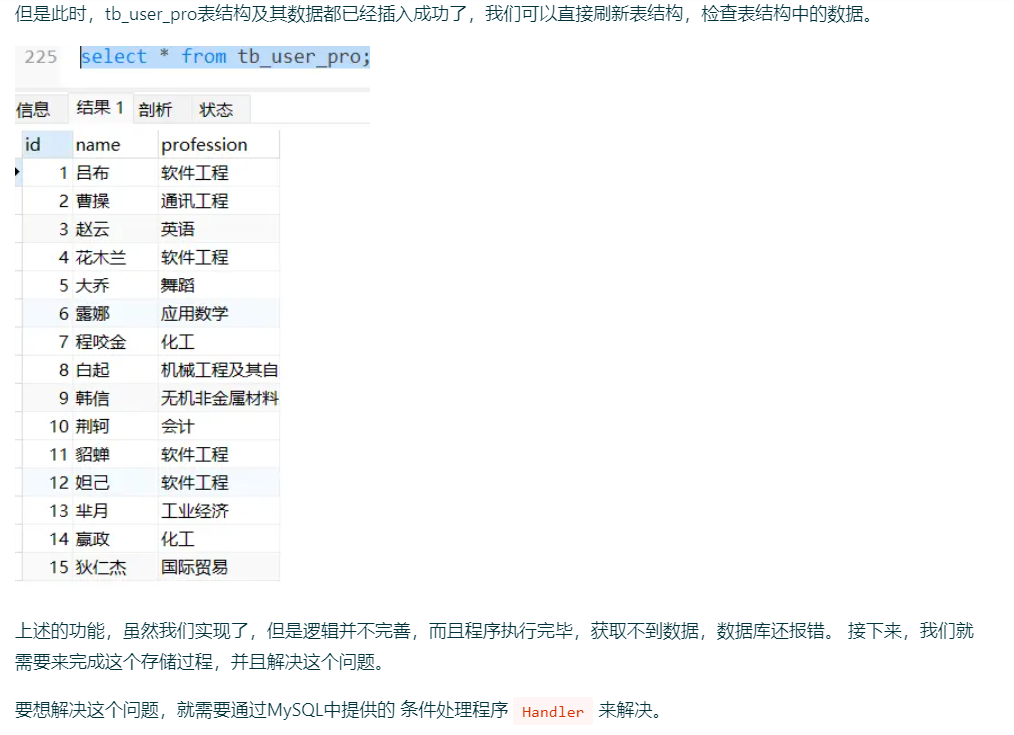 但是此时，tb_user_pro表结构及其数据都已经插入成功了，我们可以直接刷新表结构，检查表结构中的数据。
225 select * from tb_user_pro;
信息 结果 1 剖析 状态
id name profession
1 吕布 软件工程
2 曹操 通讯工程
3 赵云 英语
4 花木兰 软件工程
5 大乔 舞蹈
6 露娜 应用数学
7 程咬金 化工
8 白起 机械工程及其自
9 韩信 无机非金属材料
10 荆轲 会计
11 貂蝉 软件工程
12 妲己 软件工程
13 芈月 工业经济
14 嬴政 化工
15 狄仁杰 国际贸易
上述的功能，虽然我们实现了，但是逻辑并不完善，而且程序执行完毕，获取不到数据，数据库还报错。 接下来，我们就
需要来完成这个存储过程，并且解决这个问题。
要想解决这个问题，就需要通过MySQL中提供的 条件处理程序 Handler 来解决。